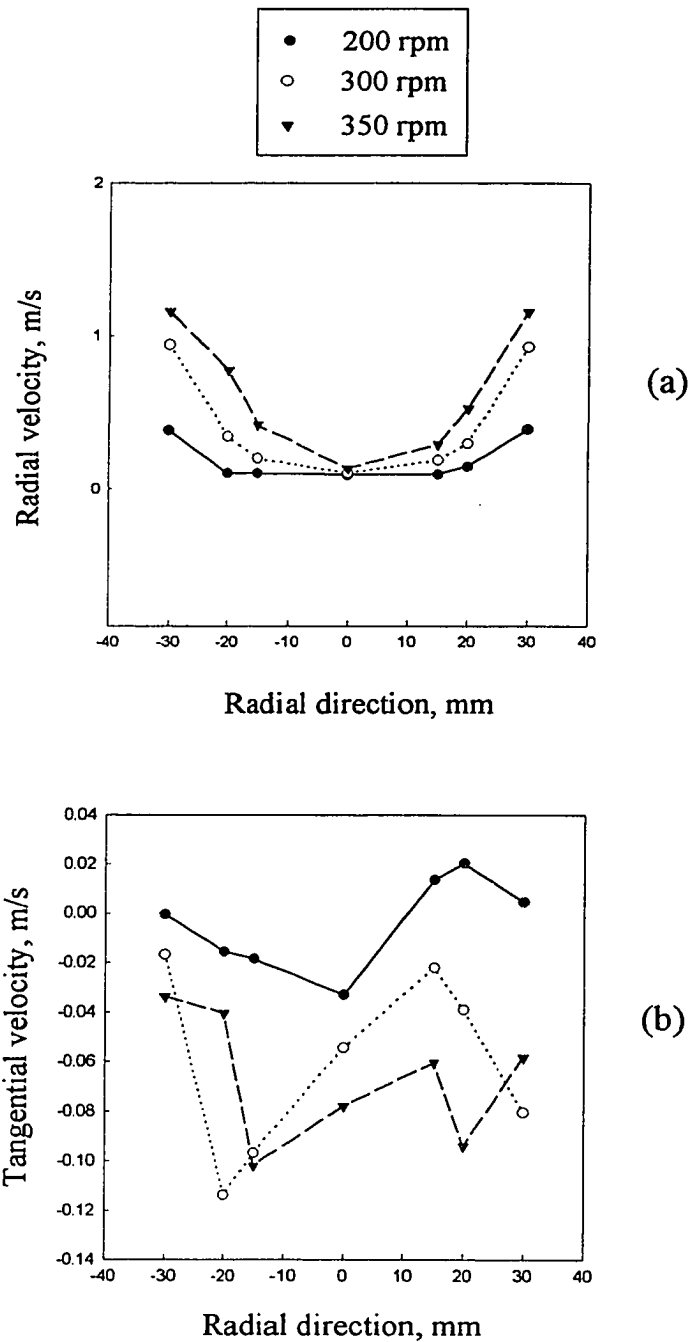 200 rpm
300 rpm
350 rpm
2
1
0
Radial velocity, m/s
-40 -30 -20 -10 0 10 20 30 40
Radial direction, mm
(a)
0.04
0.02
0.00
-0.02
-0.04
-0.06
-0.08
-0.10
-0.12
-0.14
Tangential velocity, m/s
-40 -30 -20 -10 0 10 20 30 40
Radial direction, mm
(b)